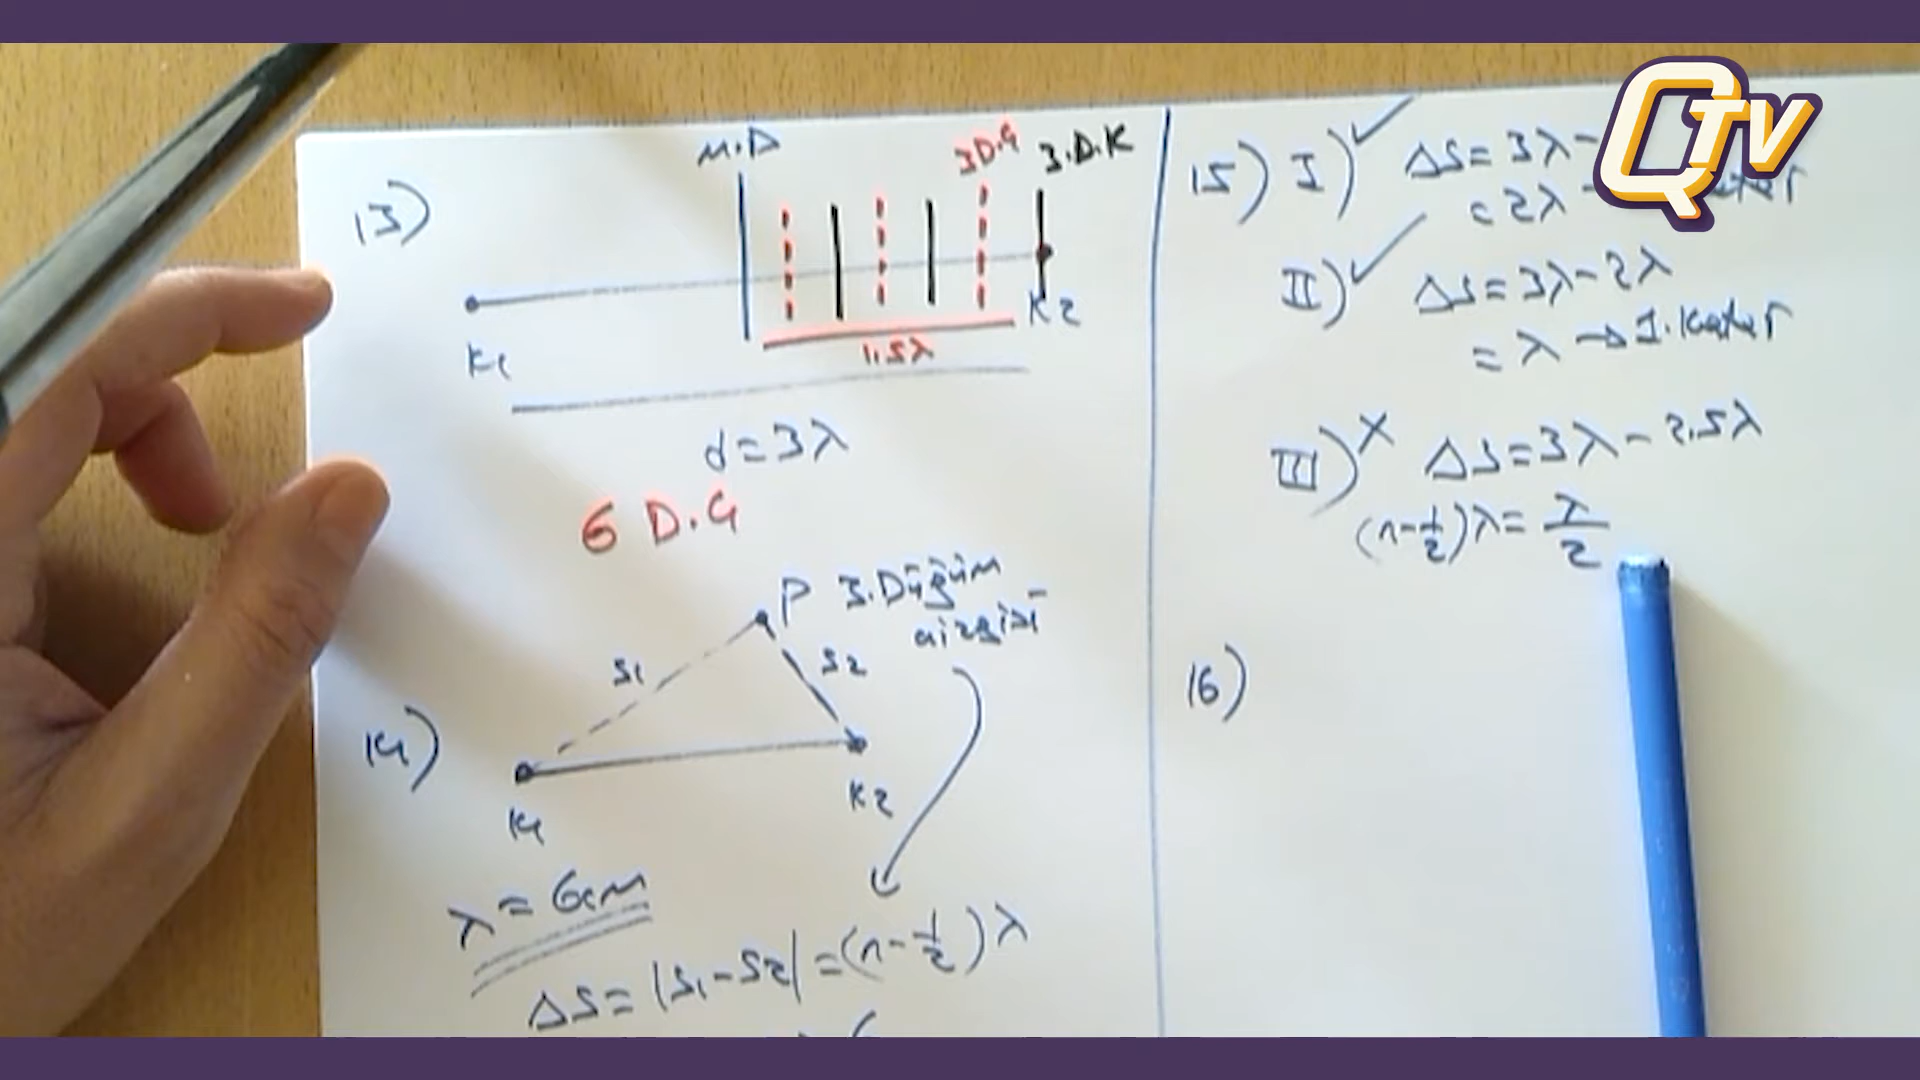 QTV
13)
M.D
3D.G
3.D.K
K1
K2
1.5λ
d=3λ
6 D.G
14)
P 3.Düğüm
çizgisi
S1
S2
K1
K2
λ=6cm
ΔS=|S1-S2|=(n-1/2)λ
15) I) ✓ ΔS=3λ-
=2λ
II) ✓ ΔS=3λ-2λ
=λ→1.Katar
III) X ΔS=3λ-2.5λ
(n-1/2)λ=λ/2
16)